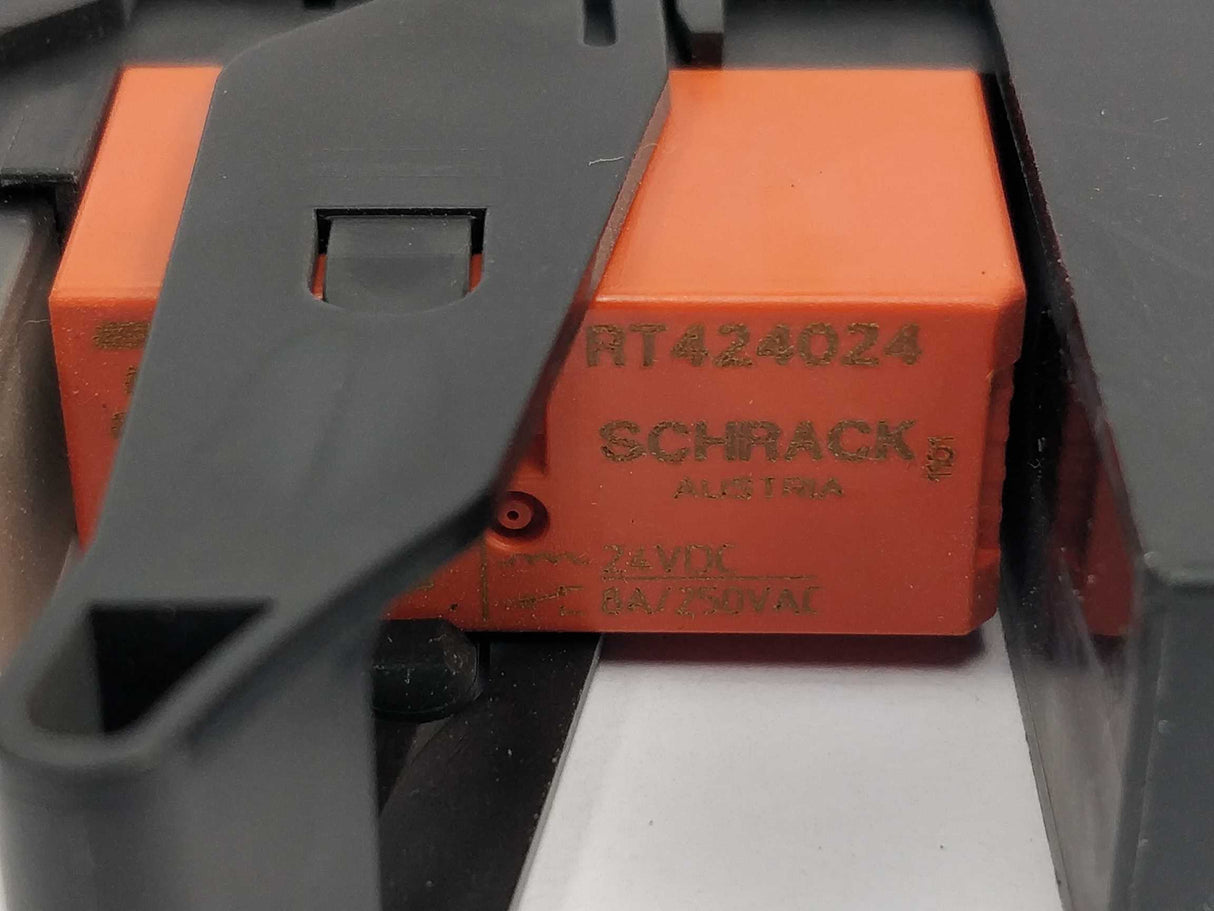 RT424024
SCHRACK
AUSTRIA
24VDC
8A/250VAC